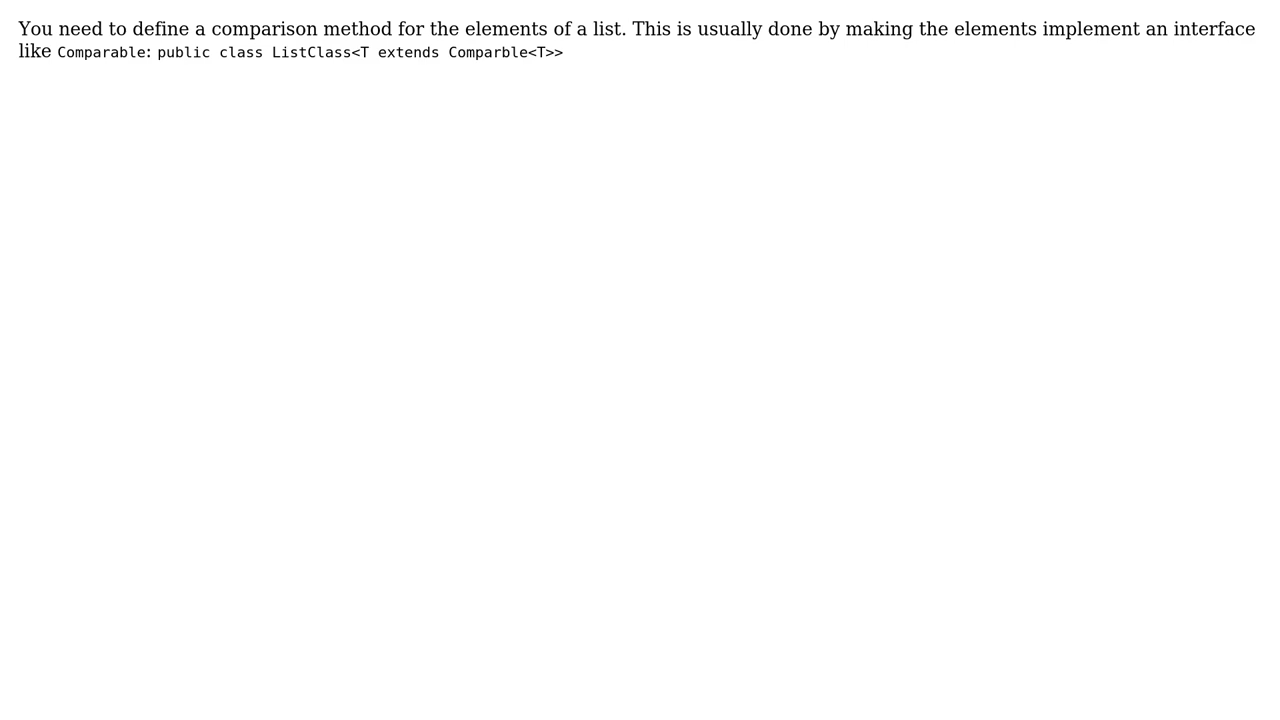 You need to define a comparison method for the elements of a list. This is usually done by making the elements implement an interface
like Comparable: public class ListClass<T extends Comparble<T>>